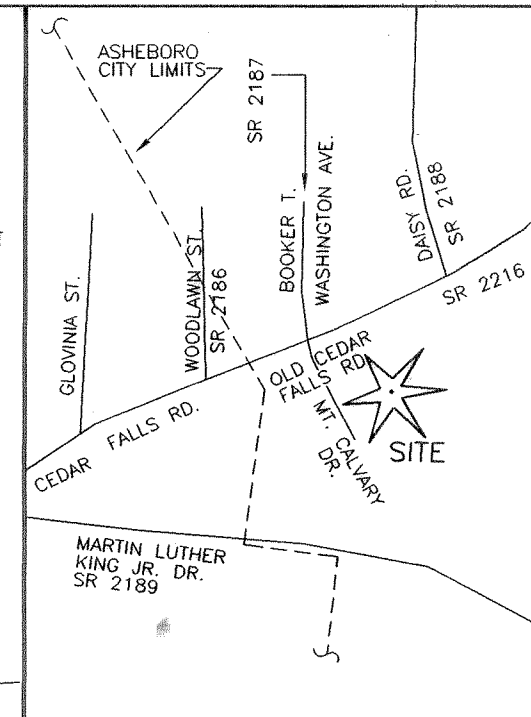 ASHEBORO
CITY LIMITS
SR 2187
BOOKER T.
WASHINGTON AVE.
DAISY RD.
SR 2188
GLOVINIA ST.
WOODLAWN ST.
SR 2186
SR 2216
OLD CEDAR
FALLS RD.
CEDAR FALLS RD.
MT. CALVARY
DR.
SITE
MARTIN LUTHER
KING JR. DR.
SR 2189